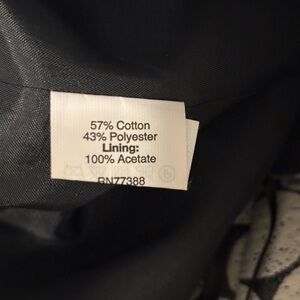 57% Cotton
43% Polyester
Lining:
100% Acetate
RN77388